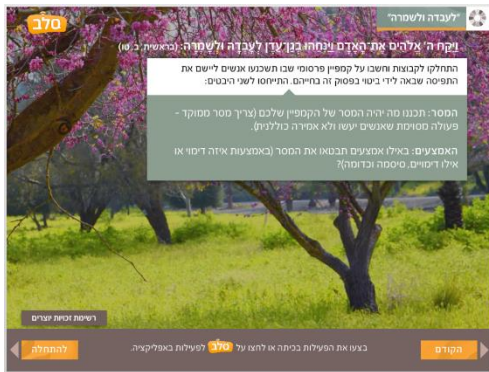 "לעבדה ולשמרה"
סלב
וַיִּקַּח ה' אֱלֹהִים אֶת־הָאָדָם וַיַּנִּחֵהוּ בְגַן־עֵדֶן לְעָבְדָהּ וּלְשָׁמְרָהּ: (בראשית, ב, טו)
התחלקו לקבוצות וחשבו על קמפיין פרסומי שבו תשכנעו אנשים ליישם את
התפיסה שבאה לידי ביטוי בפסוק זה בחייהם. התייחסו לשני היבטים:
המסר: תכננו מה יהיה המסר של הקמפיין שלכם (צריך מסר ממוקד –
פעולה מסוימת שאנשים יעשו ולא אמירה כוללנית).
האמצעים: באילו אמצעים תבטאו את המסר (באמצעות איזה דימוי או
אילו דימויים, סיסמה וכדומה)?
רשימת זכויות יוצרים
הקודם
בצעו את הפעילות בכיתה או לחצו על סלב לפעילות באפליקציה.
להתחלה